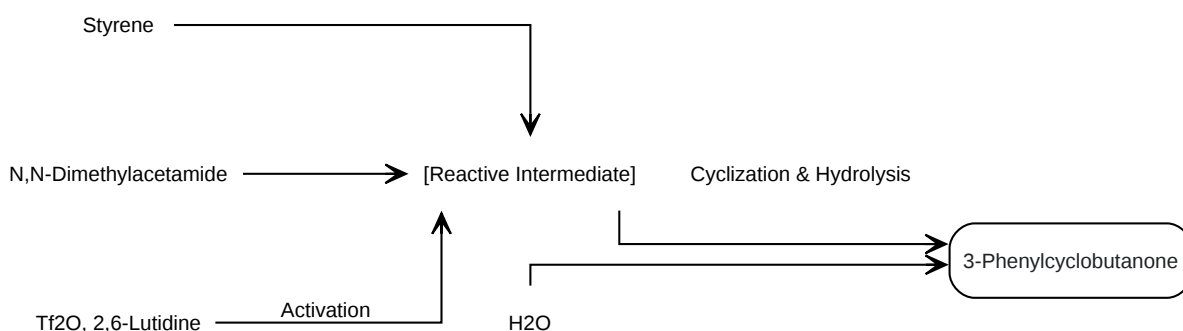 Styrene
N,N-Dimethylacetamide
[Reactive Intermediate]
Cyclization & Hydrolysis
3-Phenylcyclobutanone
Activation
Tf2O, 2,6-Lutidine
H2O